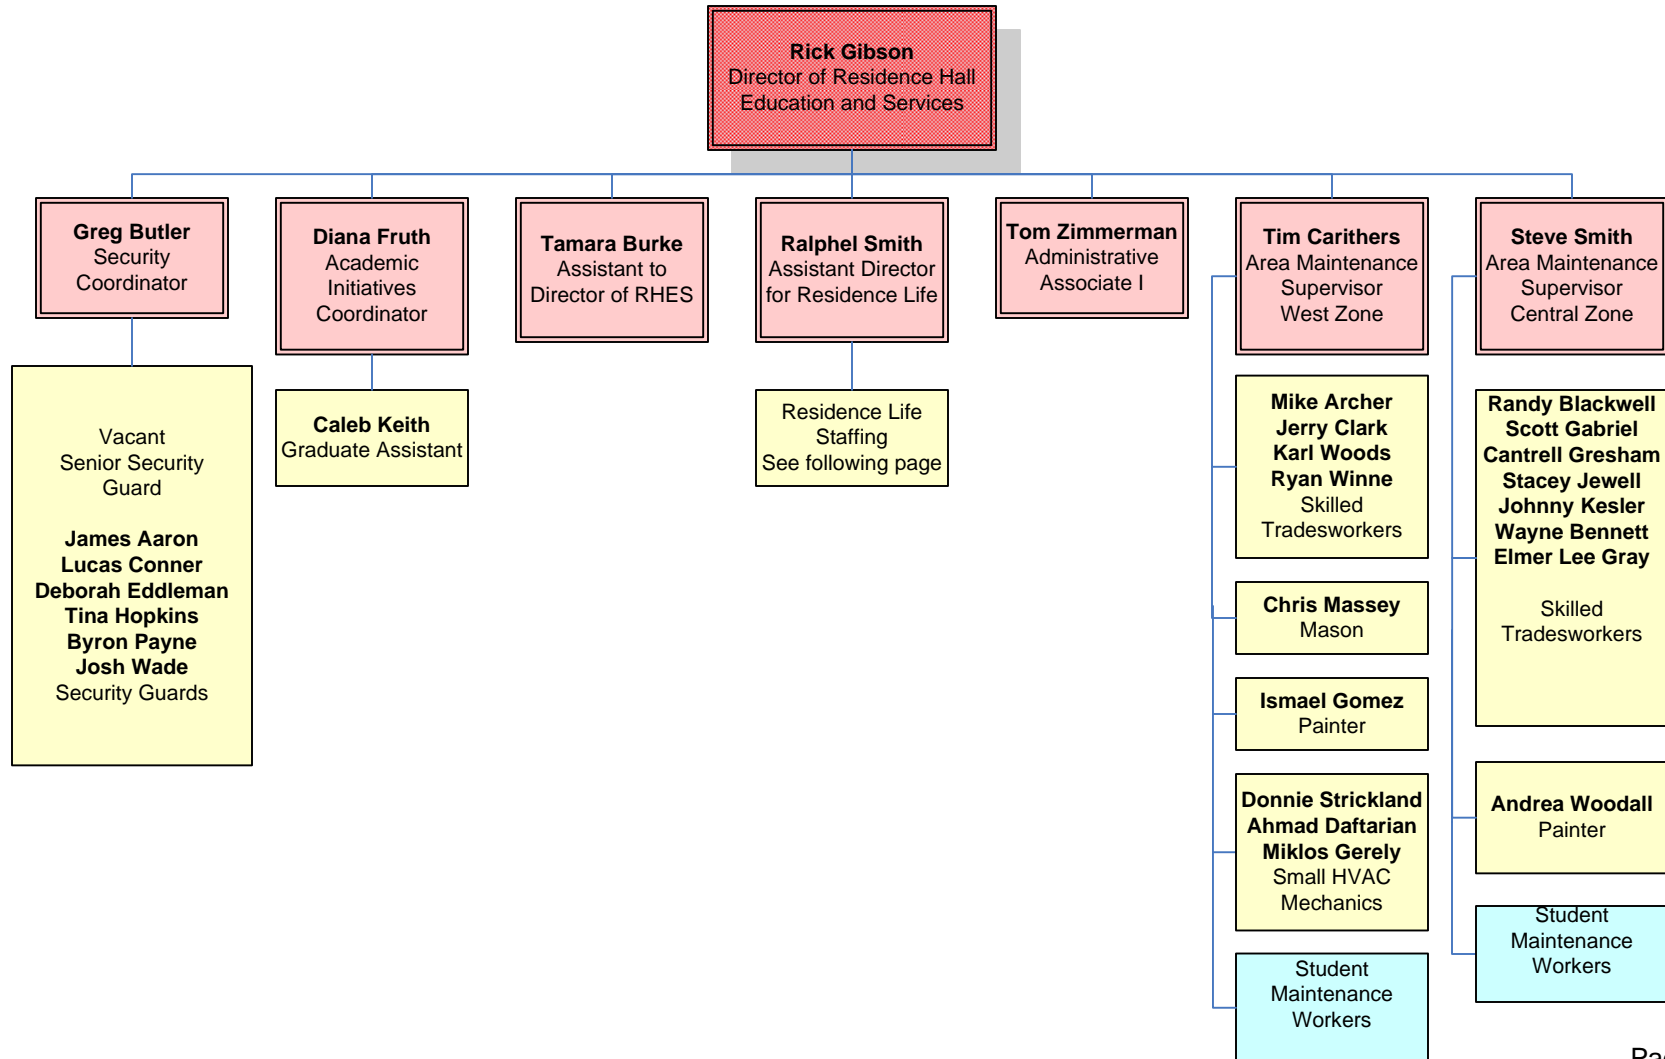 Rick Gibson
Director of Residence Hall
Education and Services
Greg Butler
Security
Coordinator
Diana Fruth
Academic
Initiatives
Coordinator
Tamara Burke
Assistant to
Director of RHES
Ralphel Smith
Assistant Director
for Residence Life
Tom Zimmerman
Administrative
Associate I
Tim Carithers
Area Maintenance
Supervisor
West Zone
Steve Smith
Area Maintenance
Supervisor
Central Zone
Vacant
Senior Security
Guard
James Aaron
Lucas Conner
Deborah Eddleman
Tina Hopkins
Byron Payne
Josh Wade
Security Guards
Caleb Keith
Graduate Assistant
Residence Life
Staffing
See following page
Mike Archer
Jerry Clark
Karl Woods
Ryan Winne
Skilled
Tradesworkers
Chris Massey
Mason
Ismael Gomez
Painter
Donnie Strickland
Ahmad Daftarian
Miklos Gerely
Small HVAC
Mechanics
Student
Maintenance
Workers
Randy Blackwell
Scott Gabriel
Cantrell Gresham
Stacey Jewell
Johnny Kesler
Wayne Bennett
Elmer Lee Gray
Skilled
Tradesworkers
Andrea Woodall
Painter
Student
Maintenance
Workers